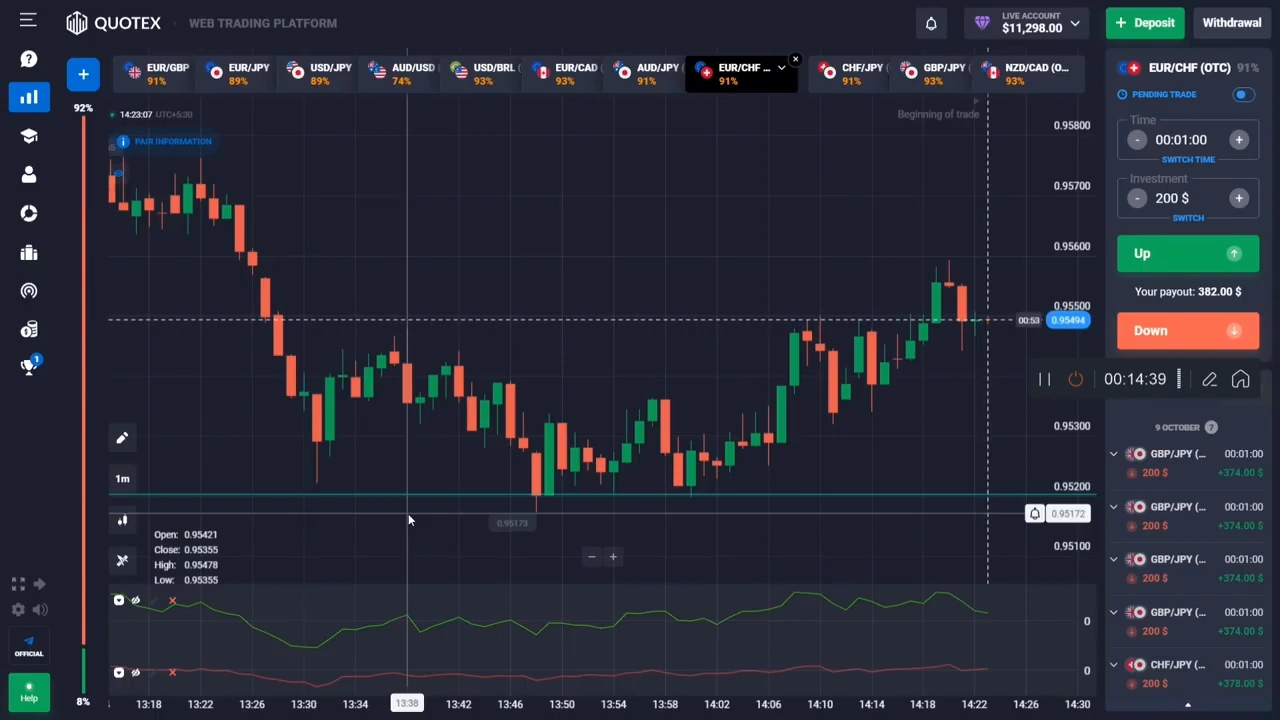 QUOTEX
WEB TRADING PLATFORM
LIVE ACCOUNT
$11,298.00
+ Deposit
Withdrawal
+
EUR/GBP
91%
EUR/JPY
89%
USD/JPY
89%
AUD/USD
74%
USD/BRL
93%
EUR/CAD
93%
AUD/JPY
91%
EUR/CHF ...
91%
CHF/JPY
91%
GBP/JPY
93%
NZD/CAD (O...
93%
EUR/CHF (OTC) 91%
PENDING TRADE
Time
- 00:01:00 +
SWITCH TIME
Investment
- 200 $ +
SWITCH
Up
Your payout: 382.00 $
Down
00:14:39
9 OCTOBER ?
GBP/JPY (... 00:01:00
200 $ +374.00 $
GBP/JPY (... 00:01:00
200 $ +374.00 $
GBP/JPY (... 00:01:00
200 $ +374.00 $
GBP/JPY (... 00:01:00
200 $ +374.00 $
CHF/JPY (... 00:01:00
200 $ +378.00 $
92%
14:23:07 UTC+5:30
Beginning of trade
PAIR INFORMATION
0.95800
0.95700
0.95600
0.95500
00:53 0.95494
0.95300
0.95200
0.95172
0.95100
0.95173
1m
Open: 0.95421
Close: 0.95355
High: 0.95478
Low: 0.95355
- +
0
0
OFFICIAL
Help
8%
13:18 13:22 13:26 13:30 13:34 13:38 13:42 13:46 13:50 13:54 13:58 14:02 14:06 14:10 14:14 14:18 14:22 14:26 14:30
1